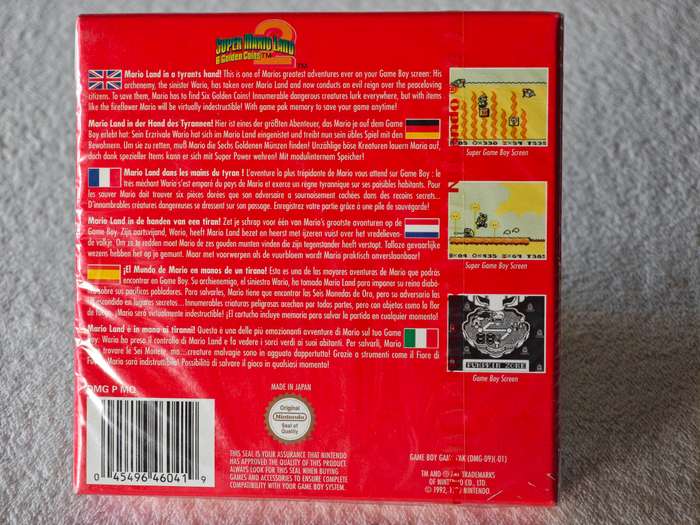 SUPER MARIO LAND 2
6 Golden Coins TM
TM
Mario Land in a tyrants hand! This is one of Marios greatest adventures ever on your Game Boy screen: His
archenemy, the sinister Wario, has taken over Mario Land and now conducts an evil reign over the peaceloving
citizens. To save them, Mario has to find Six Golden Coins! Innumerable dangerous creatures lurk everywhere, but with items
like the fireflower Mario will be virtually indestructible! With game pak memory to save your game anytime!
Mario Land in der Hand des Tyrannen! Hier ist eines der größten Abenteuer, das Mario je auf dem Game
Boy erlebt hat: Sein Erzrivale Wario hat sich im Mario Land eingenistet und treibt nun sein übles Spiel mit den
Bewohnern. Um sie zu retten, muß Mario die Sechs Goldenen Münzen finden! Unzählige böse Kreaturen lauern Mario auf,
doch dank spezieller Items kann er sich mit Super Power wehren! Mit modulinternem Speicher!
Mario Land dans les mains du tyran! L'aventure la plus trépidante de Mario vous attend sur Game Boy : le
très méchant Wario s'est emparé du pays de Mario et exerce un règne tyrannique sur ses paisibles habitants. Pour
les sauver Mario doit trouver six pièces dorées que son adversaire a sournoisement cachées dans des recoins secrets...
D'innombrables créatures dangereuses se dressent sur son passage. Enregistrez votre partie grâce à une pile de sauvegarde!
Mario Land in de handen van een tiran! Zet je schrap voor één van Mario's grootste avonturen op de
Game Boy. Zijn aartsvijand, Wario, heeft Mario Land bezet en heerst met ijzeren vuist over het vredelieven-
de volkje. Om ze te redden moet Mario de zes gouden munten vinden die zijn tegenstander heeft verstopt. Talloze gevaarlijke
wezens hebben het op je gemunt. Maar met voorwerpen als de vuurbloem wordt Mario praktisch onverslaanbaar!
¡El Mundo de Mario en manos de un tirano! Esta es una de las mayores aventuras de Mario que podrás
encontrar en Game Boy. Su archienemigo, el siniestro Wario, ha tomado Mario Land para imponer su reino diabó-
lico sobre sus pacíficos pobladores. Para salvarles, Mario tiene que encontrar las Seis Monedas de Oro, pero su adversario las
escondido en lugares secretos... Innumerables criaturas peligrosas acechan por todas partes, pero con objetos como la flor
de fuego, ¡Mario será virtualmente indestructible! ¡El cartucho incluye memoria para salvar la partida en cualquier momento!
Mario Land è in mano ai tiranni! Questa è una delle più emozionanti avventure di Mario sul tuo Game
Boy: Wario ha preso il controllo di Mario Land e fa vedere i sorci verdi ai suoi abitanti. Per salvarli, Mario
trovare le Sei Monete, ma....creature malvagie sono in agguato dappertutto! Grazie a strumenti come il Fiore di
Mario sarà indistruttibile! Possibilità di salvare il gioco in qualsiasi momento!
Super Game Boy Screen
Super Game Boy Screen
PUMPKIN ZONE
Game Boy Screen
DMG P MQ
MADE IN JAPAN
Original
Nintendo
Seal of
Quality
0 45496 46041 9
THIS SEAL IS YOUR ASSURANCE THAT NINTENDO
HAS APPROVED THE QUALITY OF THIS PRODUCT.
ALWAYS LOOK FOR THIS SEAL WHEN BUYING
GAMES AND ACCESSORIES TO ENSURE COMPLETE
COMPATIBILITY WITH YOUR GAME BOY SYSTEM.
GAME BOY GAME PAK (DMG-09)(-01)
TM AND ® ARE TRADEMARKS
OF NINTENDO CO., LTD.
© 1992, NINTENDO